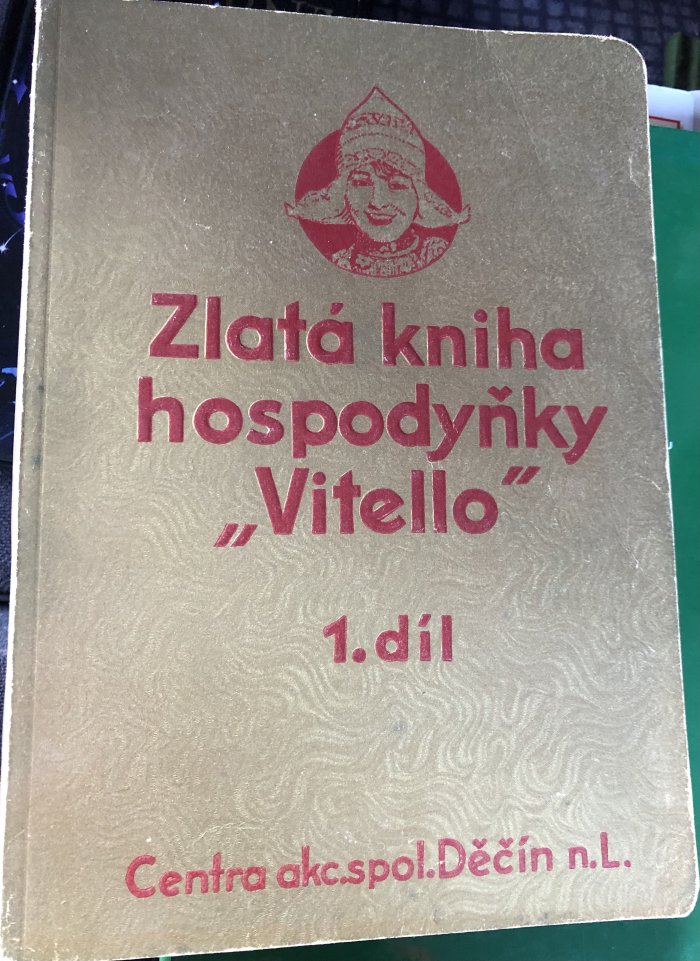 Zlatá kniha
hospodyňky
„Vitello”
1. díl
Centra akc.spol.Děčín n.L.